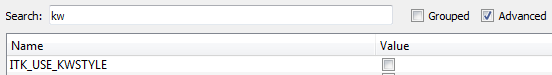 Search: kw Grouped Advanced
Name Value
ITK_USE_KWSTYLE